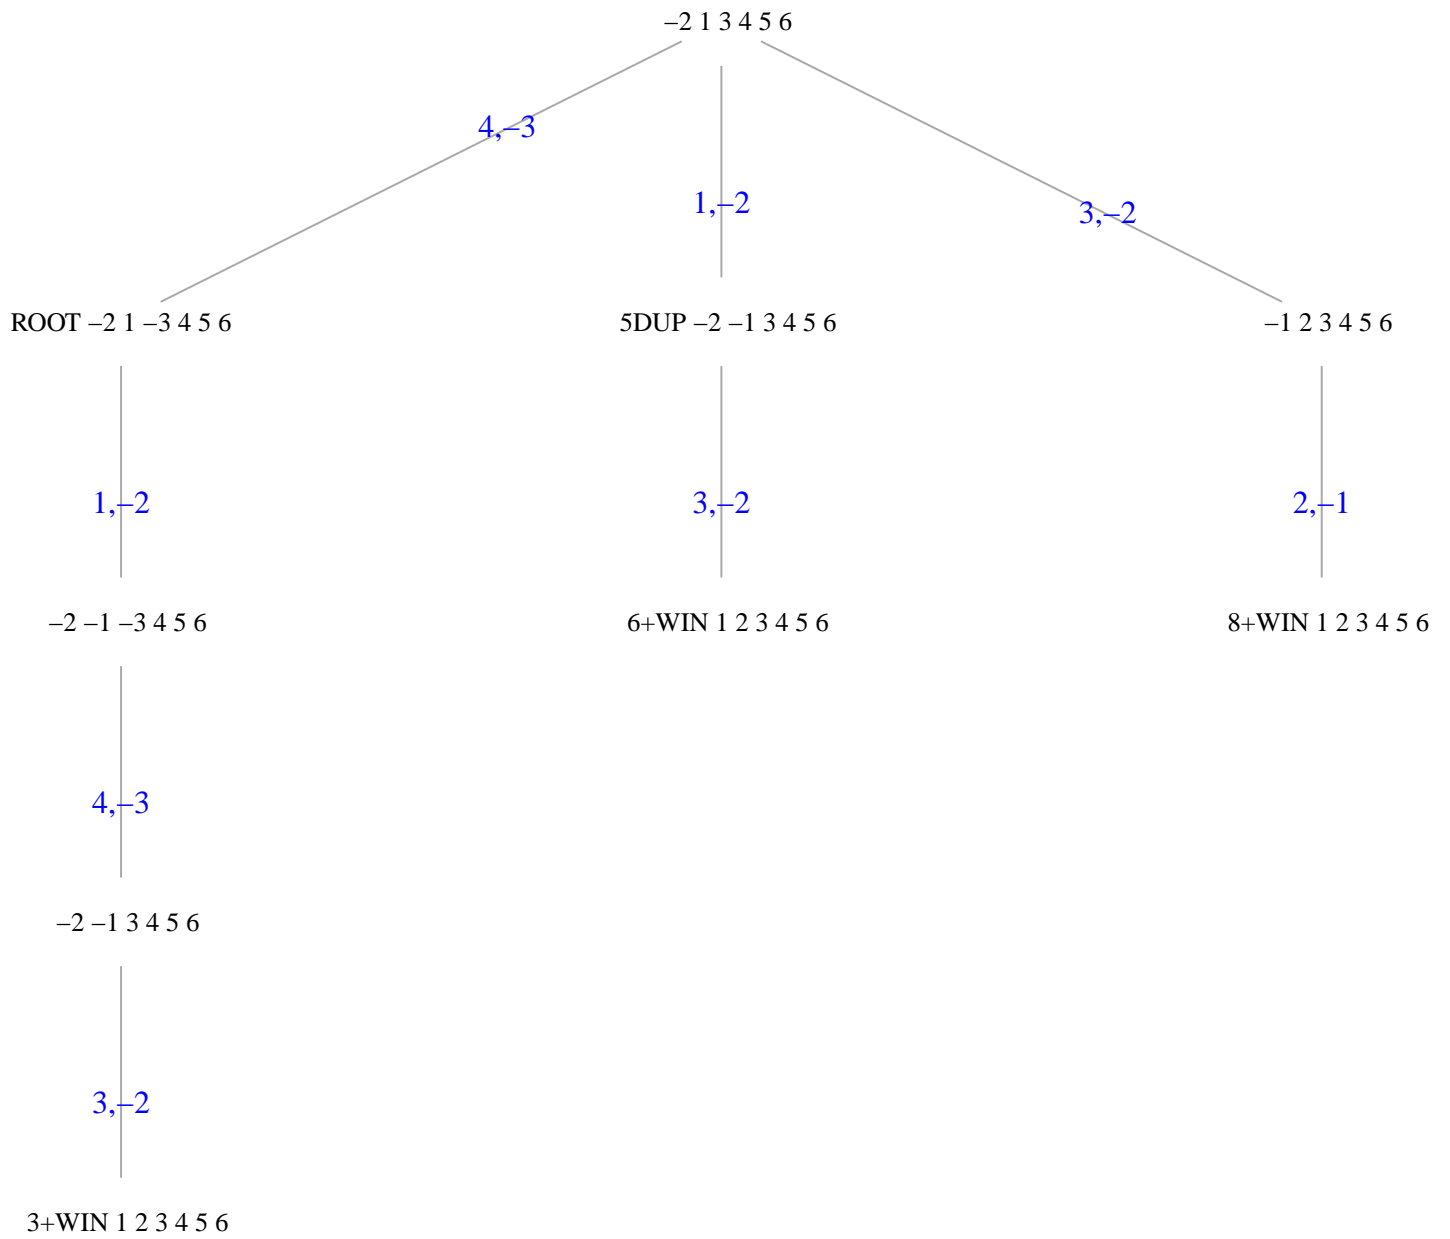 –2 1 3 4 5 6
4,–3
1,–2
3,–2
ROOT –2 1 –3 4 5 6
5DUP –2 –1 3 4 5 6
–1 2 3 4 5 6
1,–2
3,–2
2,–1
–2 –1 –3 4 5 6
6+WIN 1 2 3 4 5 6
8+WIN 1 2 3 4 5 6
4,–3
–2 –1 3 4 5 6
3,–2
3+WIN 1 2 3 4 5 6